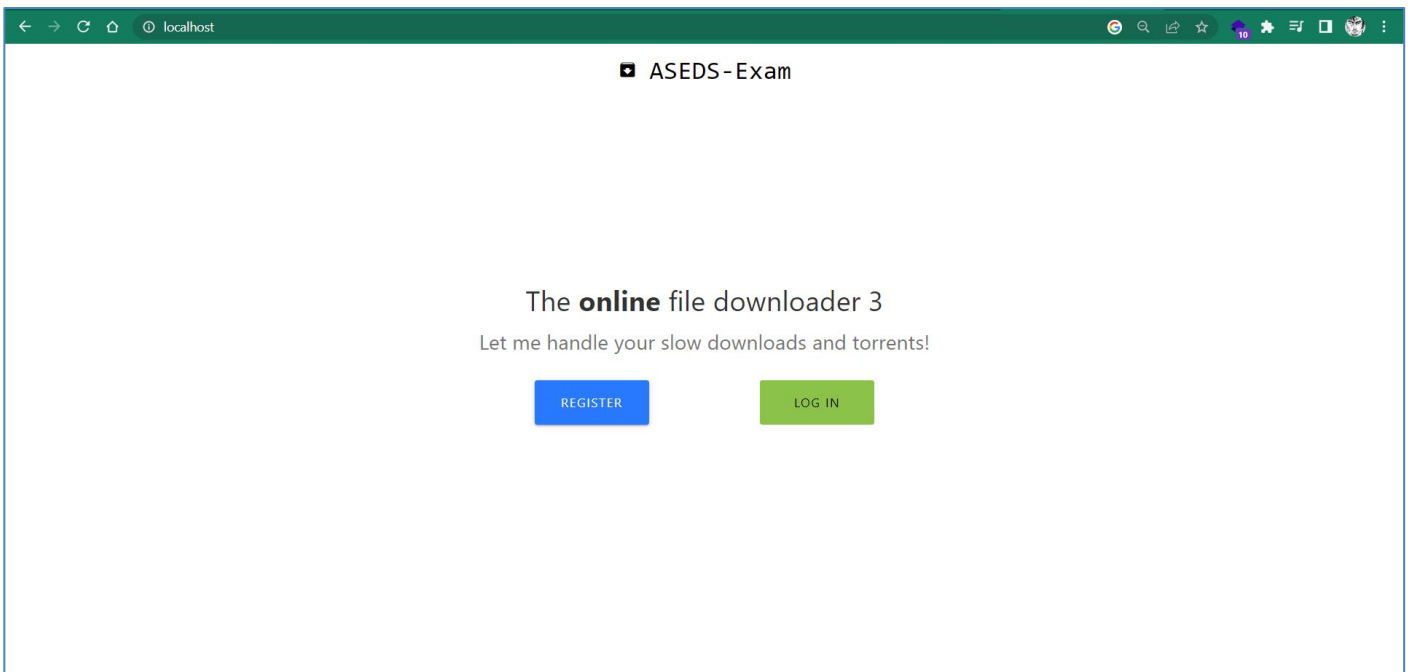 localhost
10
ASEDS-Exam
The online file downloader 3
Let me handle your slow downloads and torrents!
REGISTER
LOG IN